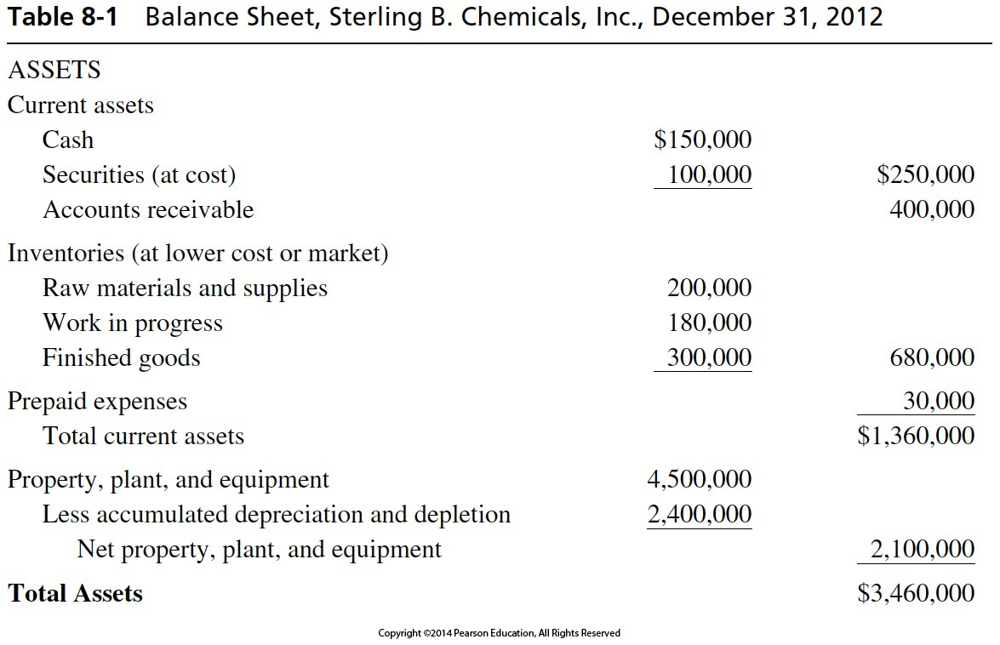 Table 8-1 Balance Sheet, Sterling B. Chemicals, Inc., December 31, 2012
ASSETS
Current assets
Cash $150,000
Securities (at cost) 100,000 $250,000
Accounts receivable 400,000
Inventories (at lower cost or market)
Raw materials and supplies 200,000
Work in progress 180,000
Finished goods 300,000 680,000
Prepaid expenses 30,000
Total current assets $1,360,000
Property, plant, and equipment 4,500,000
Less accumulated depreciation and depletion 2,400,000
Net property, plant, and equipment 2,100,000
Total Assets $3,460,000
Copyright ©2014 Pearson Education, All Rights Reserved